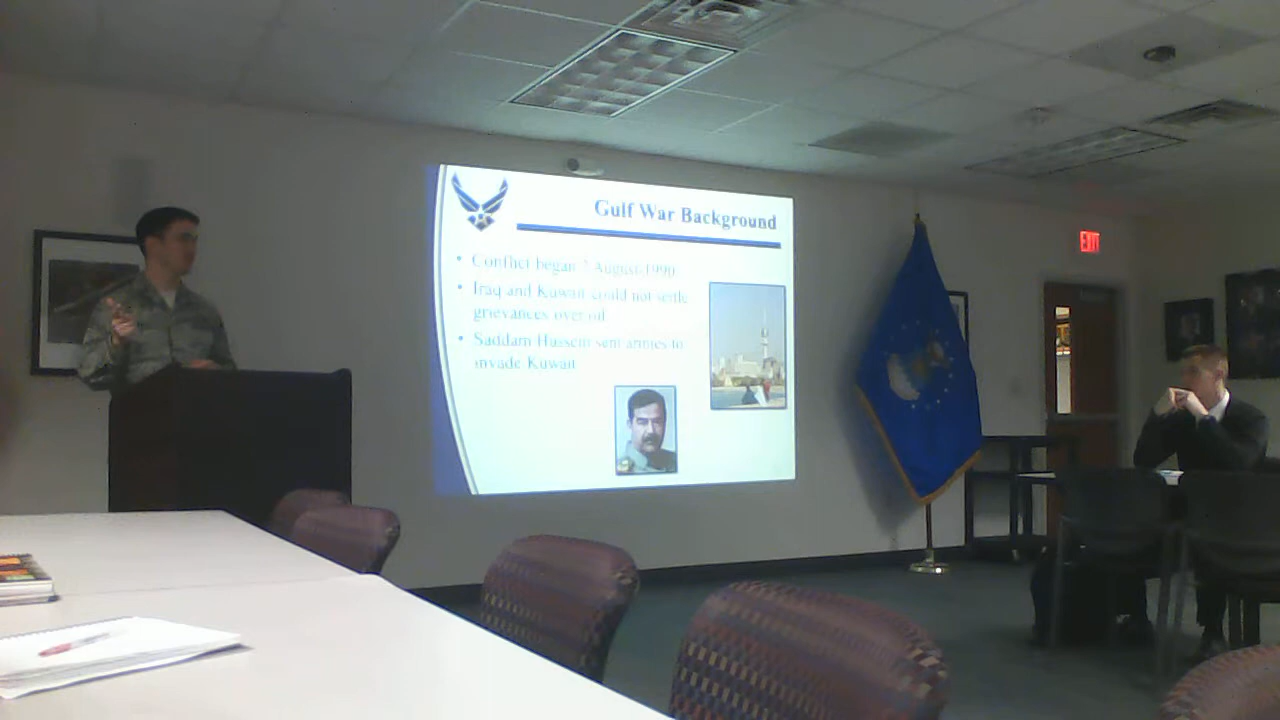 Gulf War Background
• Conflict began 2 August 1990
• Iraq and Kuwait could not settle
grievances over oil
• Saddam Hussein sent armies to
invade Kuwait
EXIT